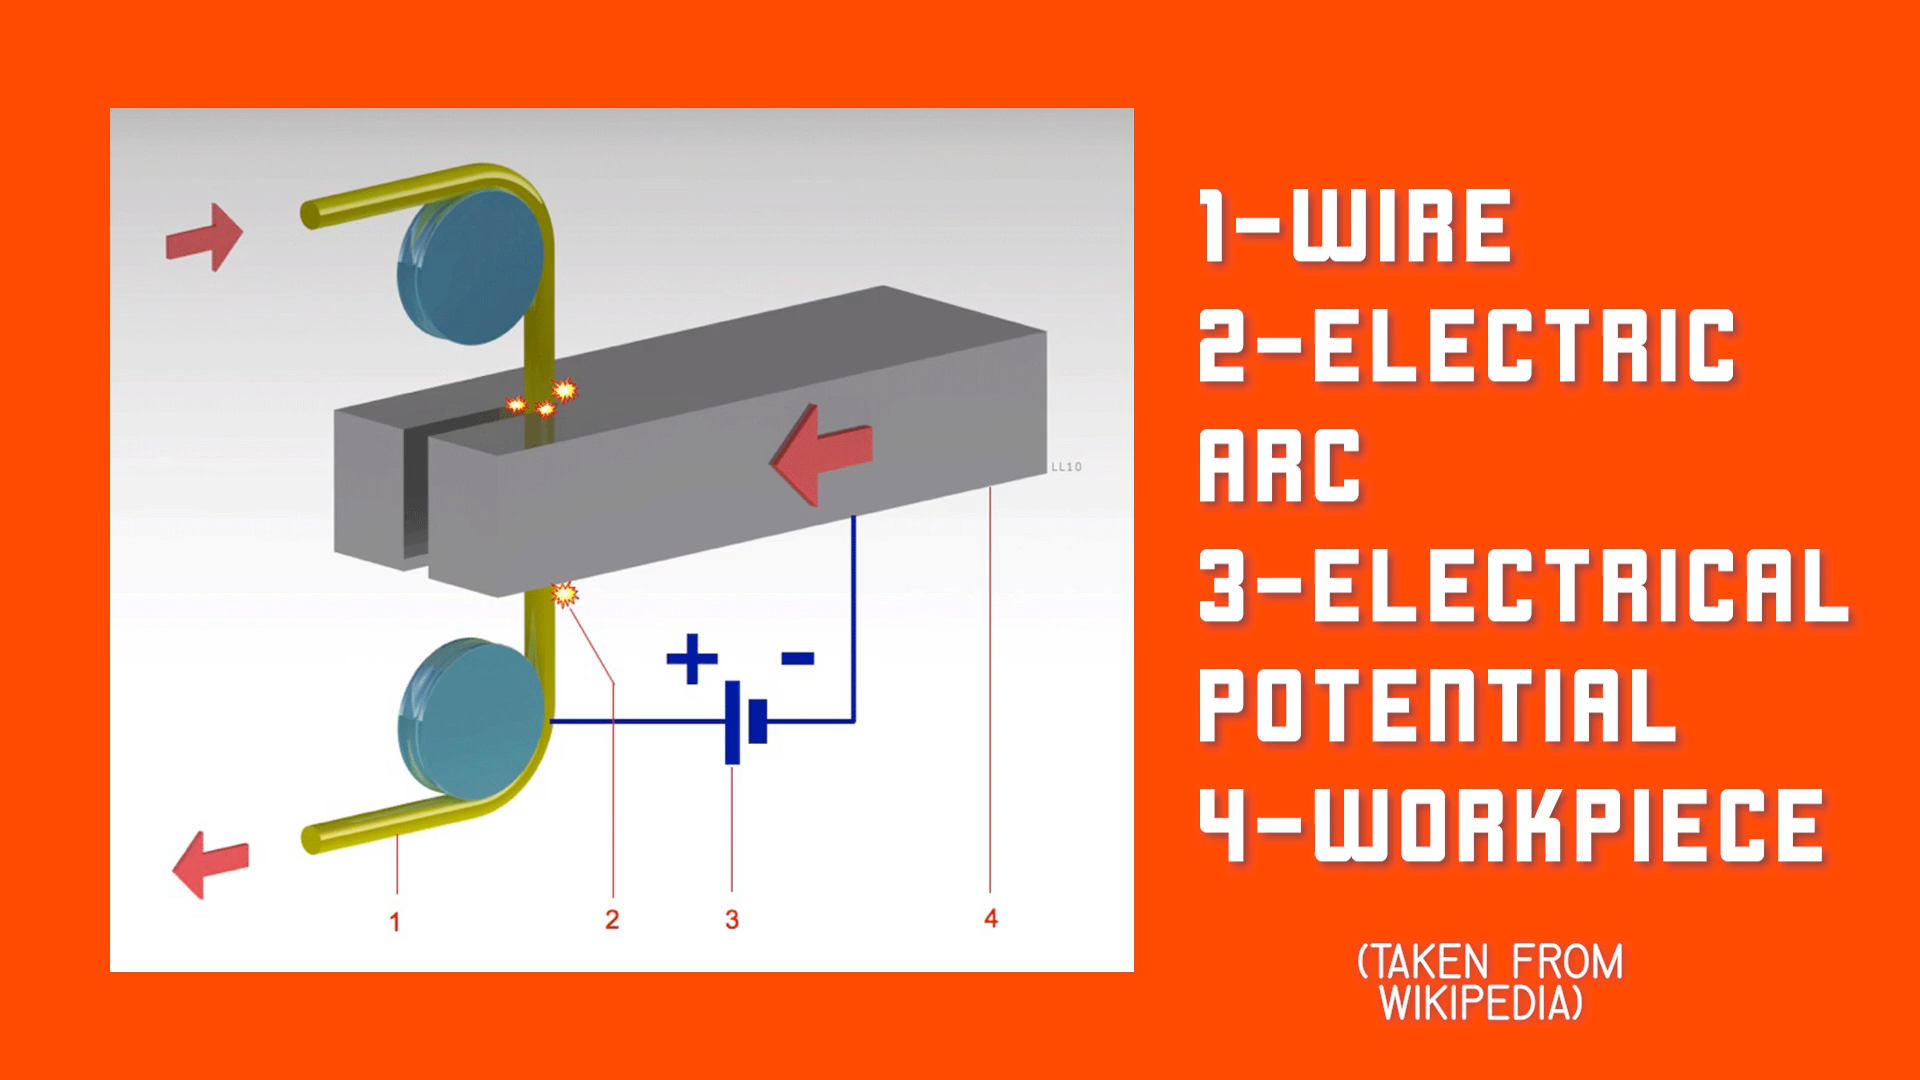 1-WIRE
2-ELECTRIC
ARC
3-ELECTRICAL
POTENTIAL
4-WORKPIECE
(TAKEN FROM
WIKIPEDIA)
LL10
+ -
1 2 3 4